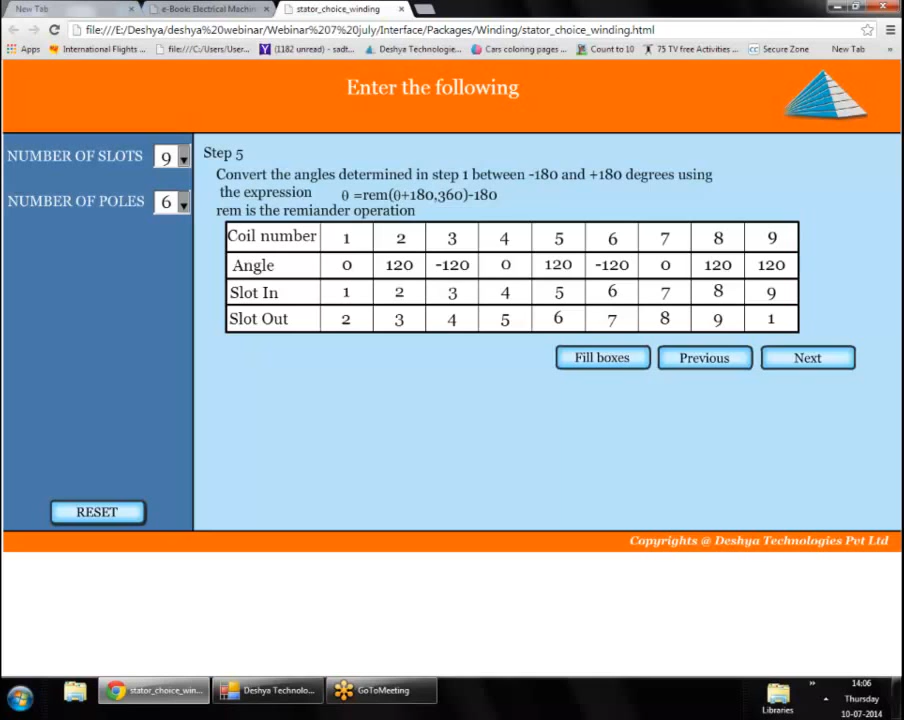 New Tab
e-Book: Electrical Machin
stator_choice_winding
file:///E:/Deshya/deshya%20webinar/Webinar%207%20july/Interface/Packages/Winding/stator_choice_winding.html
Apps International Flights ... file:///C:/Users/User... (1182 unread) - sadt... Deshya Technologie... Cars coloring pages ... Count to 10 75 TV free Activities ... Secure Zone New Tab »
Enter the following
NUMBER OF SLOTS 9
NUMBER OF POLES 6
RESET
Step 5
Convert the angles determined in step 1 between -180 and +180 degrees using
the expression θ =rem(θ+180,360)-180
rem is the remiander operation
Coil number 1 2 3 4 5 6 7 8 9
Angle 0 120 -120 0 120 -120 0 120 120
Slot In 1 2 3 4 5 6 7 8 9
Slot Out 2 3 4 5 6 7 8 9 1
Fill boxes Previous Next
Copyrights @ Deshya Technologies Pvt Ltd
stator_choice_win...
Deshya Technolo...
GoToMeeting
Libraries
»
14:06
Thursday
10-07-2014